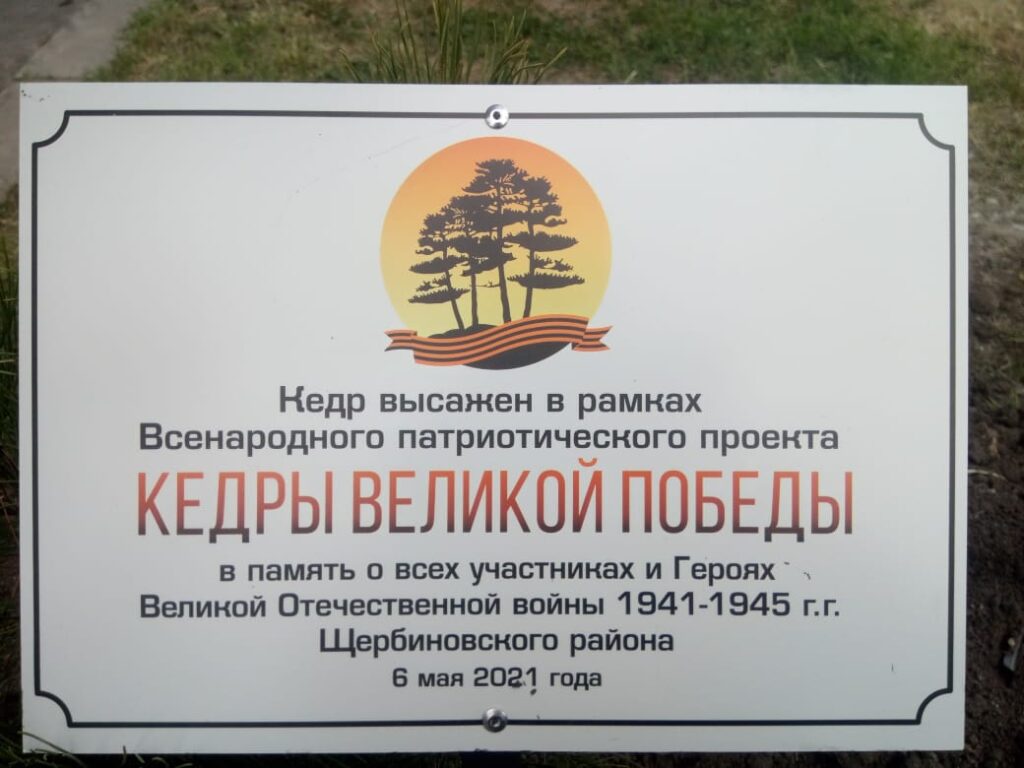 Кедр высажен в рамках
Всенародного патриотического проекта
КЕДРЫ ВЕЛИКОЙ ПОБЕДЫ
в память о всех участниках и Героях
Великой Отечественной войны 1941-1945 г.г.
Щербиновского района
6 мая 2021 года